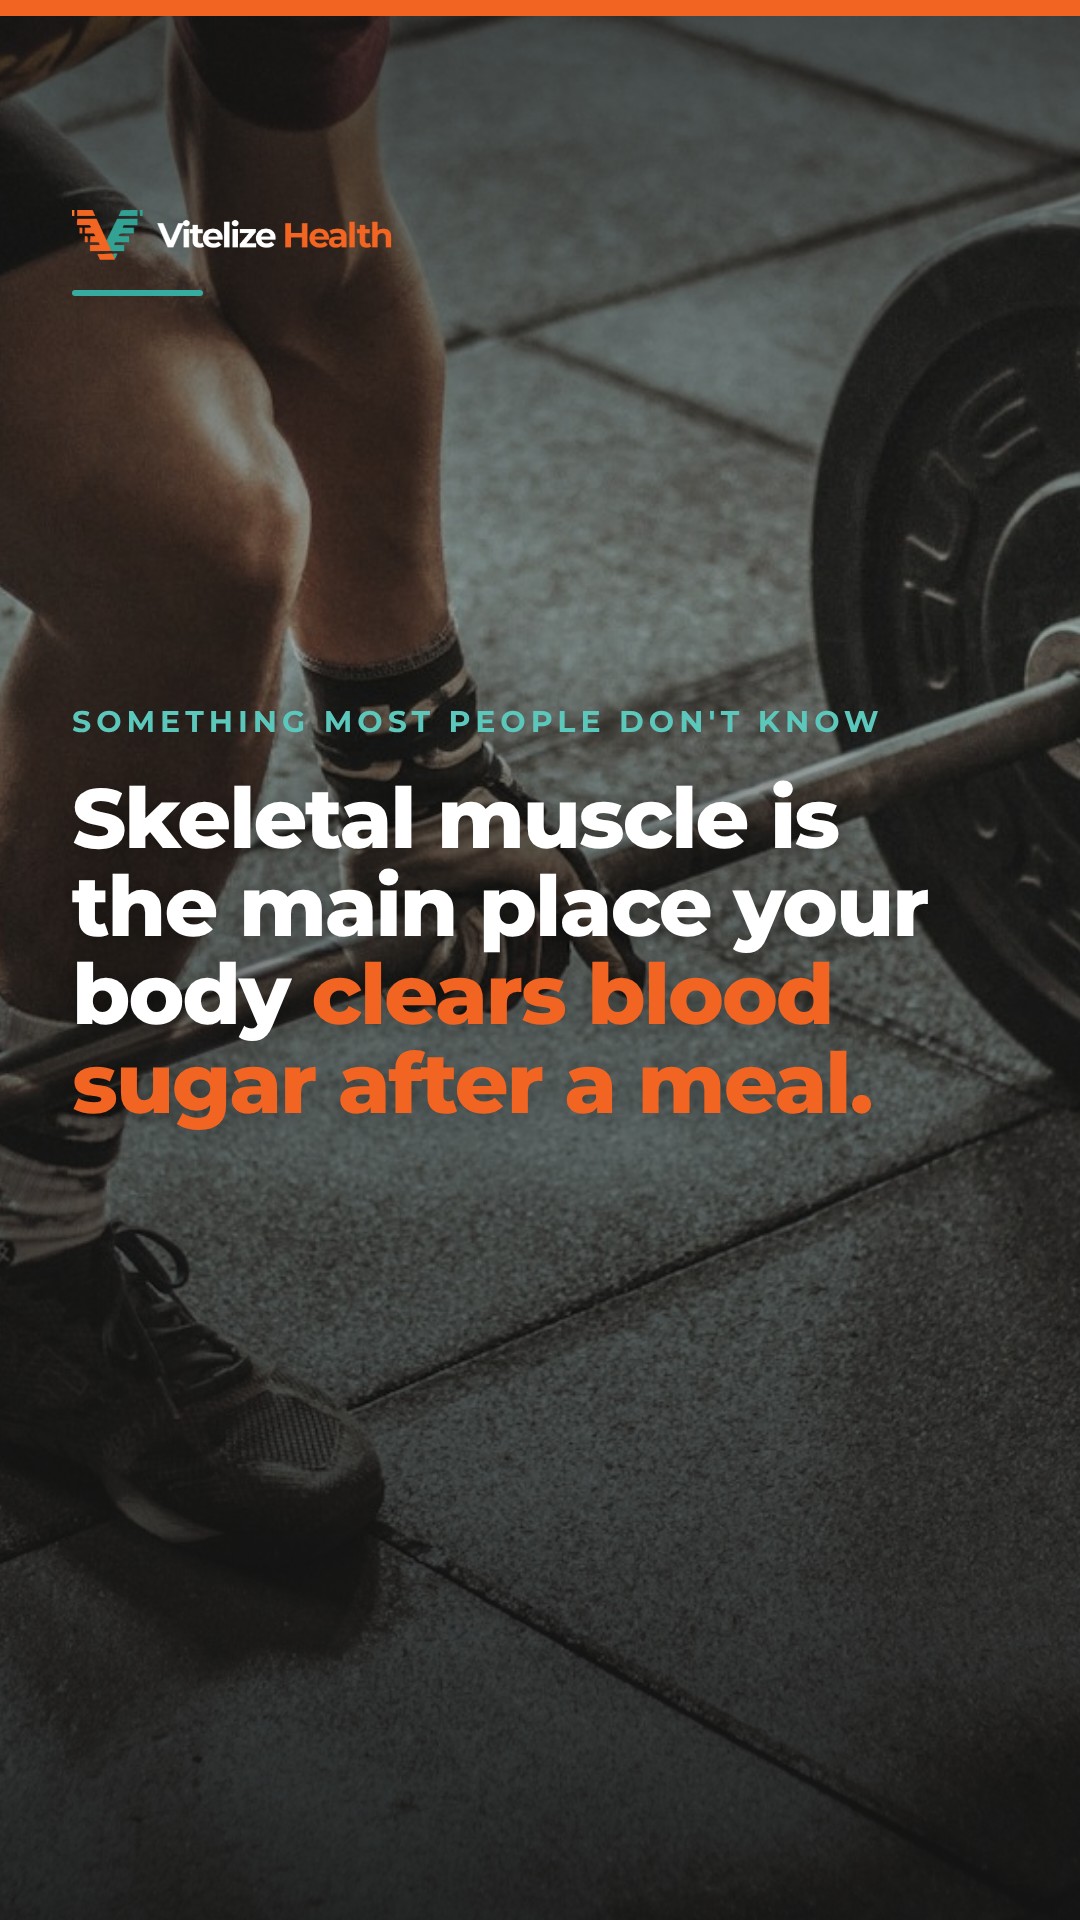 Vitelize Health
SOMETHING MOST PEOPLE DON'T KNOW
Skeletal muscle is
the main place your
body clears blood
sugar after a meal.